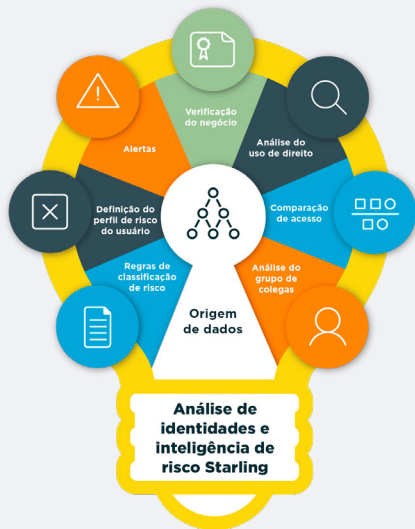 Verificação
do negócio
Análise do
uso de direito
Alertas
Comparação
de acesso
Definição do
perfil de risco
do usuário
Análise do
grupo de
colegas
Regras de
classificação
de risco
Origem
de dados
Análise de
identidades e
inteligência de
risco Starling